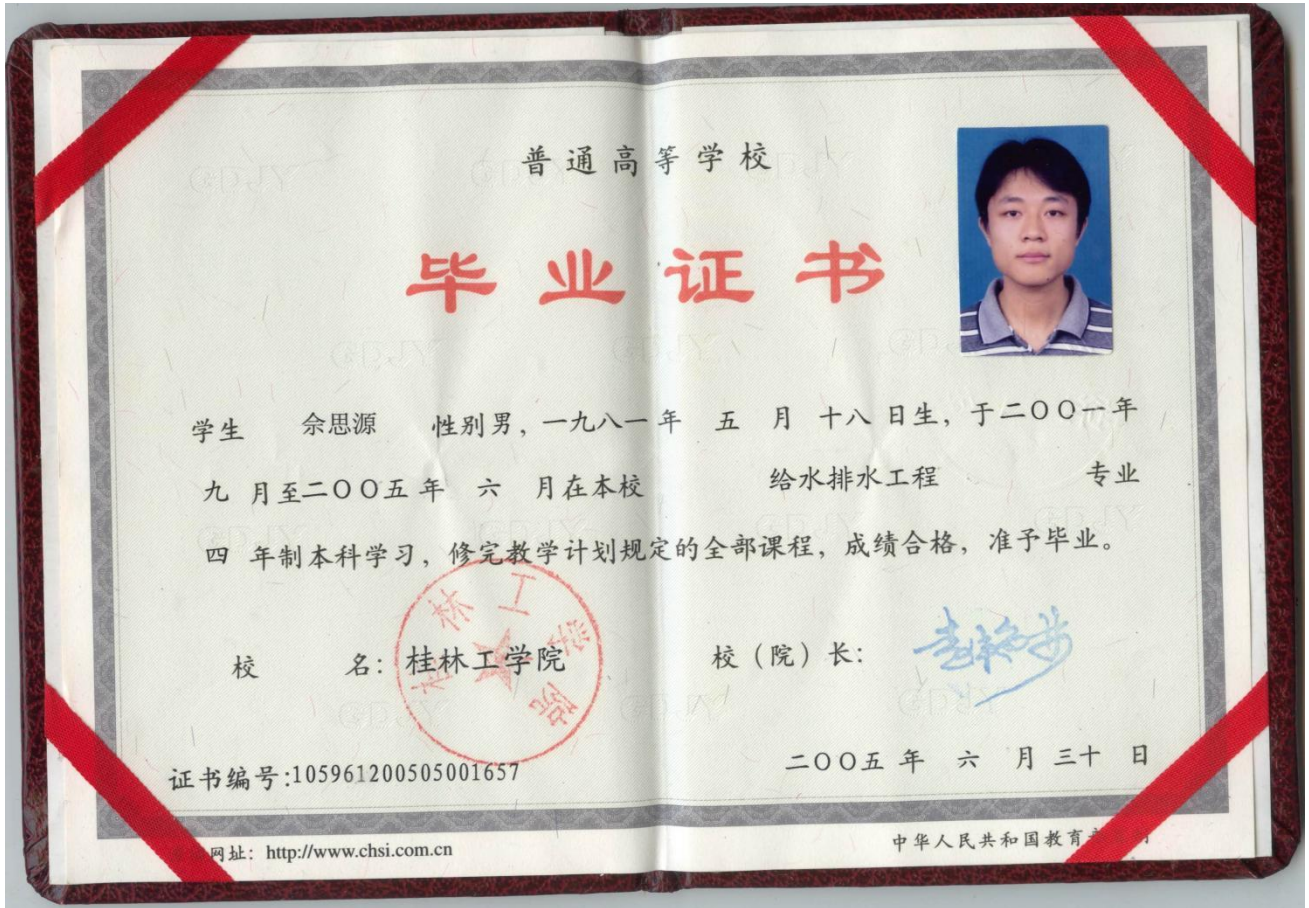 普通高等学校
毕业证书
学生 佘思源 性别男，一九八一年 五 月 十八 日生，于二〇〇一年
九 月至二〇〇五年 六 月在本校 给水排水工程 专业
四 年制本科学习，修完教学计划规定的全部课程，成绩合格，准予毕业。
校 名：桂林工学院
桂林工学院
校（院）长：
二〇〇五年 六 月 三十 日
证书编号:105961200505001657
网址：http://www.chsi.com.cn
中华人民共和国教育